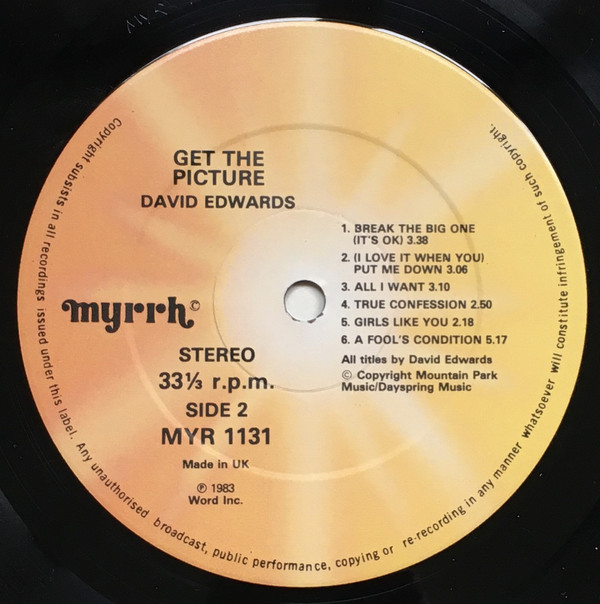 GET THE
PICTURE
DAVID EDWARDS
myrrh©
STEREO
33⅓ r.p.m.
SIDE 2
MYR 1131
Made in UK
℗ 1983
Word Inc.
1. BREAK THE BIG ONE
(IT'S OK) 3.38
2. (I LOVE IT WHEN YOU)
PUT ME DOWN 3.06
3. ALL I WANT 3.10
4. TRUE CONFESSION 2.50
5. GIRLS LIKE YOU 2.18
6. A FOOL'S CONDITION 5.17
All titles by David Edwards
© Copyright Mountain Park
Music/Dayspring Music
Copyright subsists in all recordings issued under this label. Any unauthorised broadcast, public performance, copying or re-recording in any manner whatsoever will constitute infringement of such copyright.